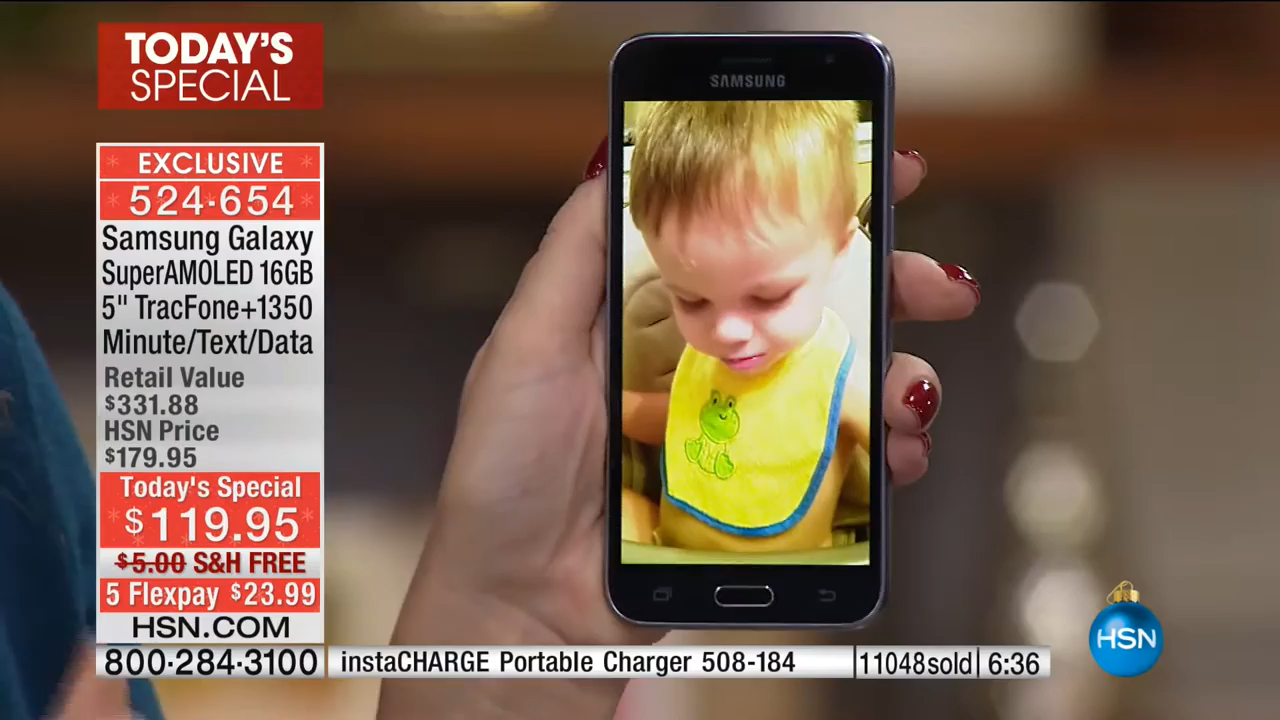 TODAY'S
SPECIAL
EXCLUSIVE
524-654
Samsung Galaxy
SuperAMOLED 16GB
5" TracFone+1350
Minute/Text/Data
Retail Value
$331.88
HSN Price
$179.95
Today's Special
$119.95
$5.00 S&H FREE
5 Flexpay $23.99
HSN.COM
800-284-3100
instaCHARGE Portable Charger 508-184
11048sold
6:36
SAMSUNG
HSN